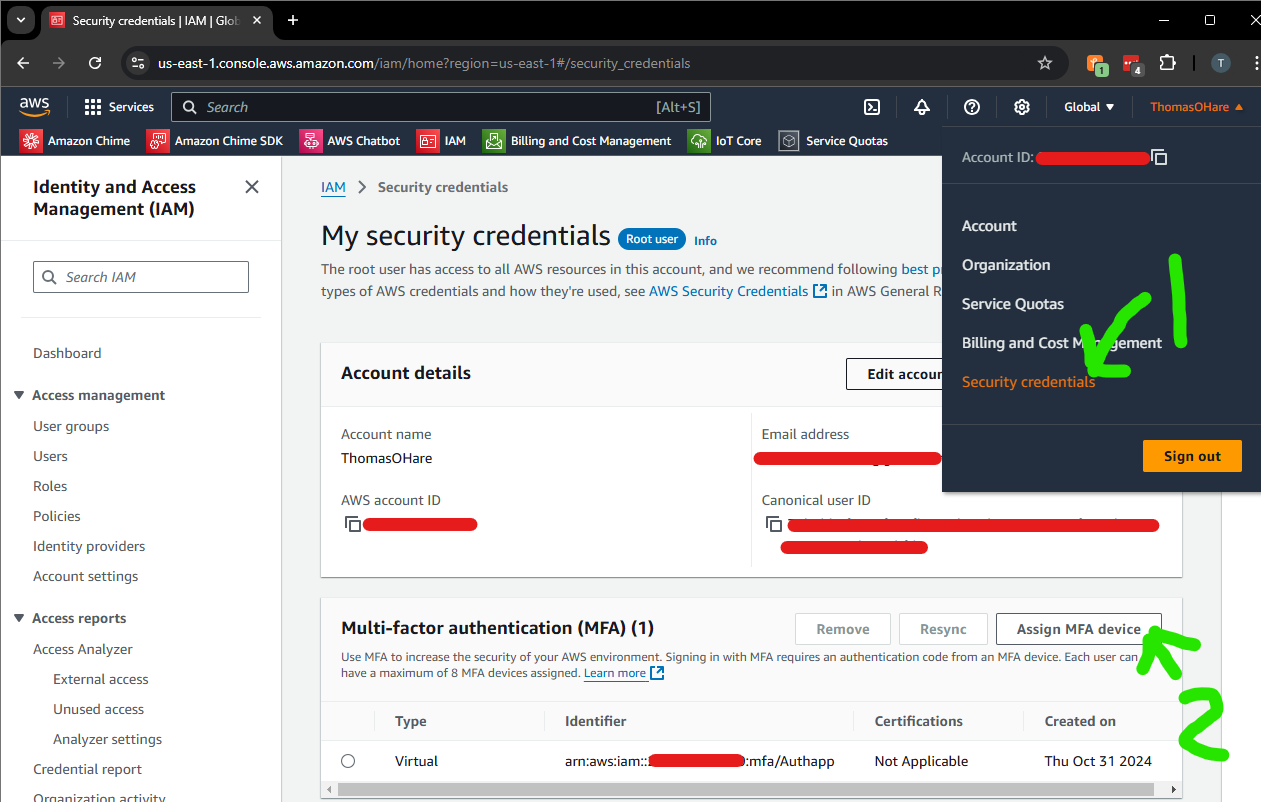 Security credentials | IAM | Glob
us-east-1.console.aws.amazon.com/iam/home?region=us-east-1#/security_credentials
1
4
T
aws
Services
Search
[Alt+S]
Global
ThomasOHare
Amazon Chime
Amazon Chime SDK
AWS Chatbot
IAM
Billing and Cost Management
IoT Core
Service Quotas
Account ID:
Account
Organization
Service Quotas
Billing and Cost Management
Security credentials
Sign out
1
Identity and Access
Management (IAM)
Search IAM
Dashboard
Access management
User groups
Users
Roles
Policies
Identity providers
Account settings
Access reports
Access Analyzer
External access
Unused access
Analyzer settings
Credential report
Organization activity
IAM > Security credentials
My security credentials Root user Info
The root user has access to all AWS resources in this account, and we recommend following best pr
types of AWS credentials and how they're used, see AWS Security Credentials in AWS General R
Account details
Edit accoun
Account name
ThomasOHare
Email address
AWS account ID
Canonical user ID
Multi-factor authentication (MFA) (1)
Remove
Resync
Assign MFA device
Use MFA to increase the security of your AWS environment. Signing in with MFA requires an authentication code from an MFA device. Each user can
have a maximum of 8 MFA devices assigned. Learn more
2
Type Identifier Certifications Created on
Virtual arn:aws:iam:: :mfa/Authapp Not Applicable Thu Oct 31 2024